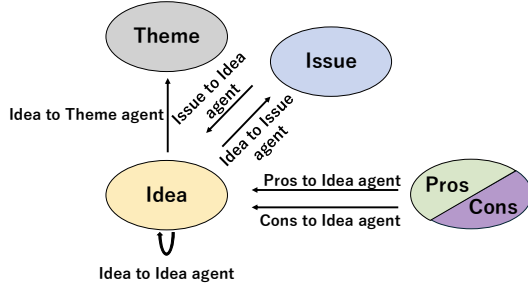 Theme
Issue
Idea to Theme agent
Issue to Idea
agent
Idea to Issue
agent
Idea
Pros to Idea agent
Cons to Idea agent
Pros
Cons
Idea to Idea agent